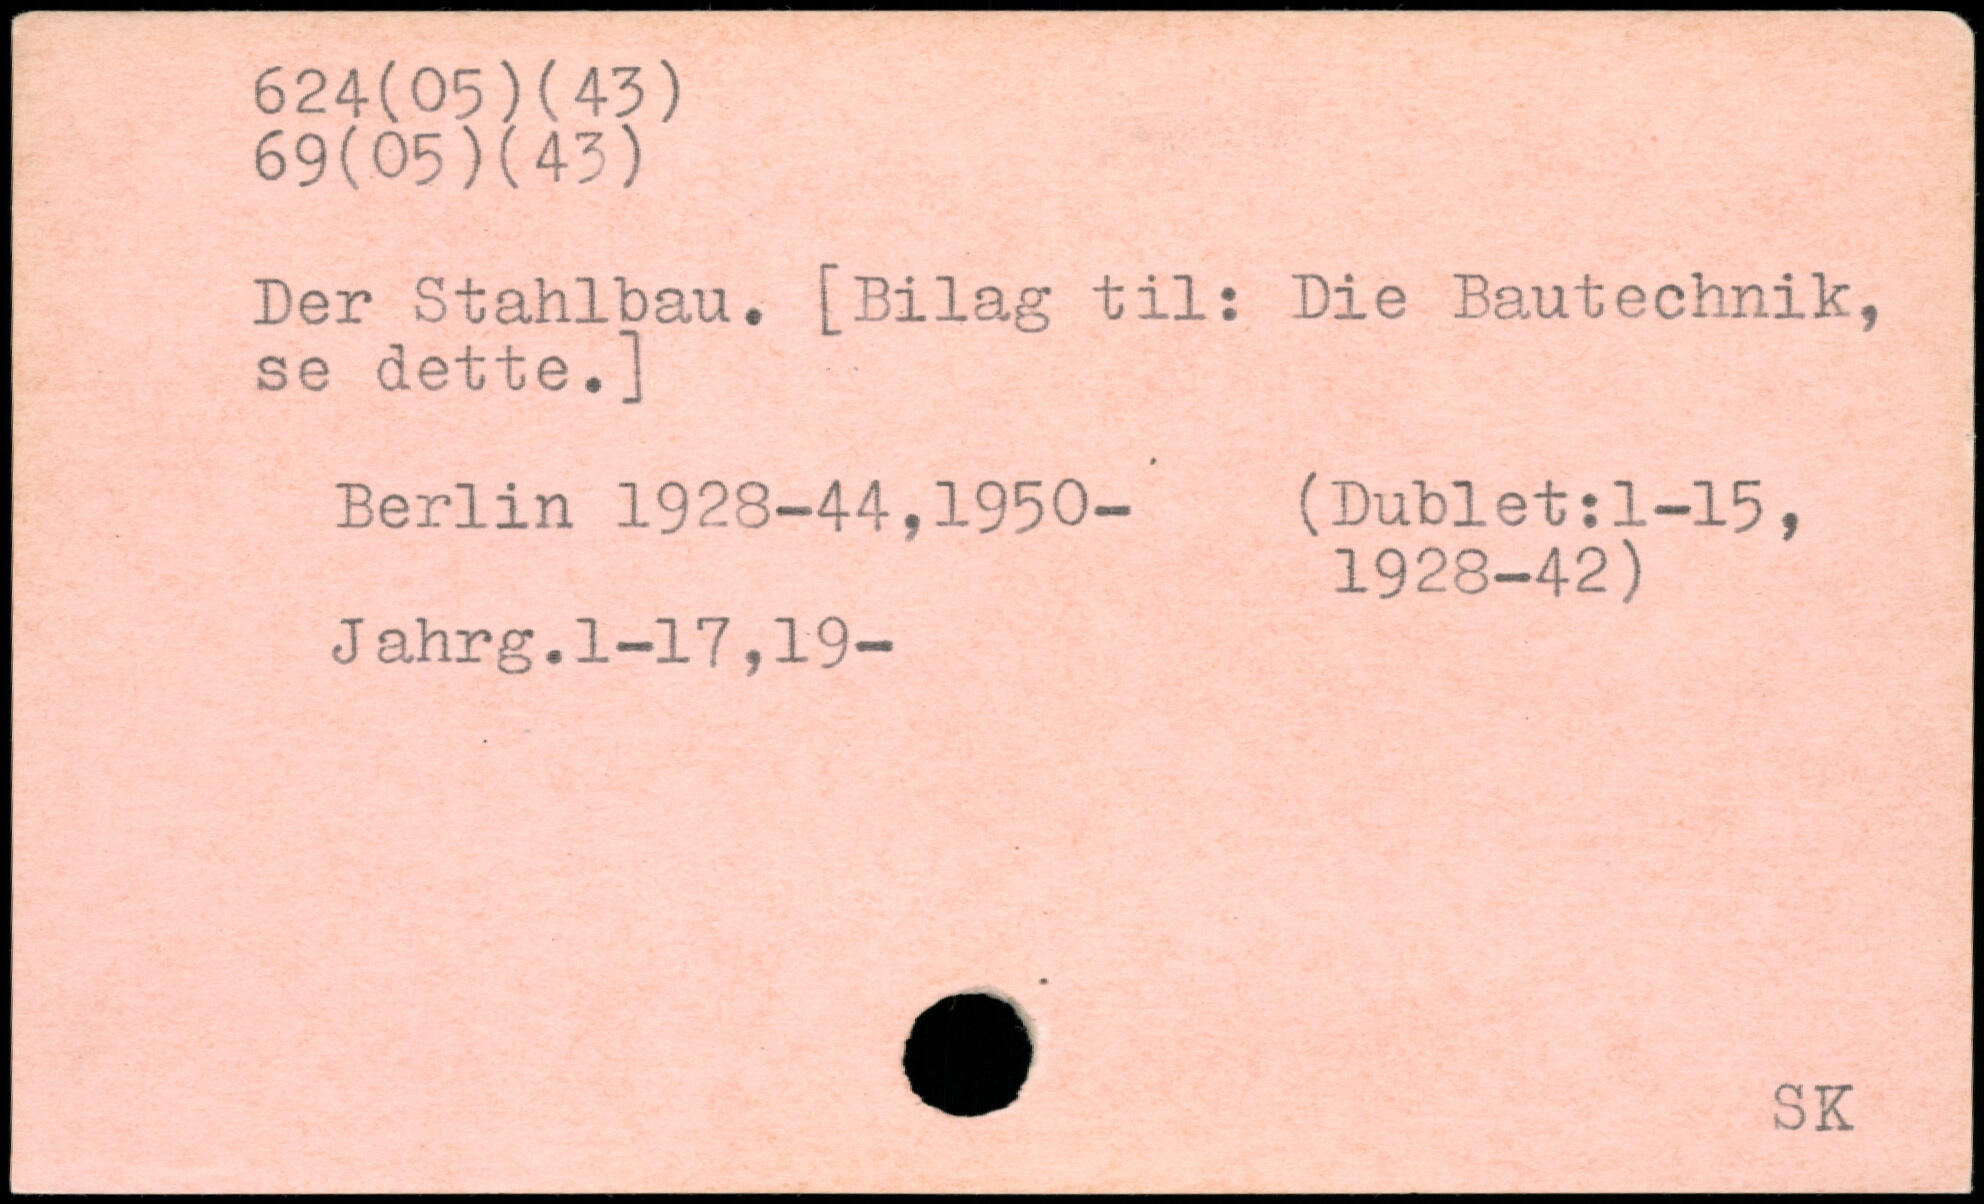 624(05)(43)
69(05)(43)
Der Stahlbau. [Bilag til: Die Bautechnik,
se dette.]
Berlin 1928-44,1950- (Dublet:1-15,
1928-42)
Jahrg.1-17,19-
SK